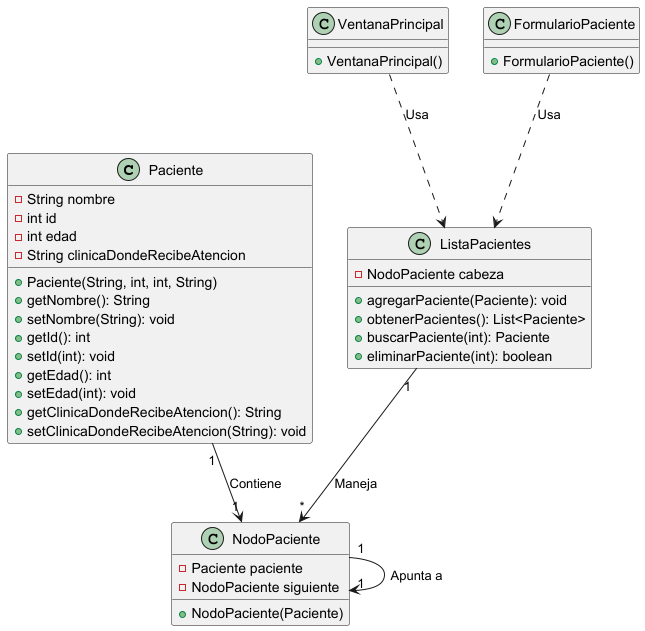 C VentanaPrincipal
VentanaPrincipal()
C FormularioPaciente
FormularioPaciente()
Usa
Usa
C Paciente
String nombre
int id
int edad
String clinicaDondeRecibeAtencion
Paciente(String, int, int, String)
getNombre(): String
setNombre(String): void
getId(): int
setId(int): void
getEdad(): int
setEdad(int): void
getClinicaDondeRecibeAtencion(): String
setClinicaDondeRecibeAtencion(String): void
C ListaPacientes
NodoPaciente cabeza
agregarPaciente(Paciente): void
obtenerPacientes(): List<Paciente>
buscarPaciente(int): Paciente
eliminarPaciente(int): boolean
1
Contiene
1
1
Maneja
*
C NodoPaciente
Paciente paciente
NodoPaciente siguiente
NodoPaciente(Paciente)
1
Apunta a
1